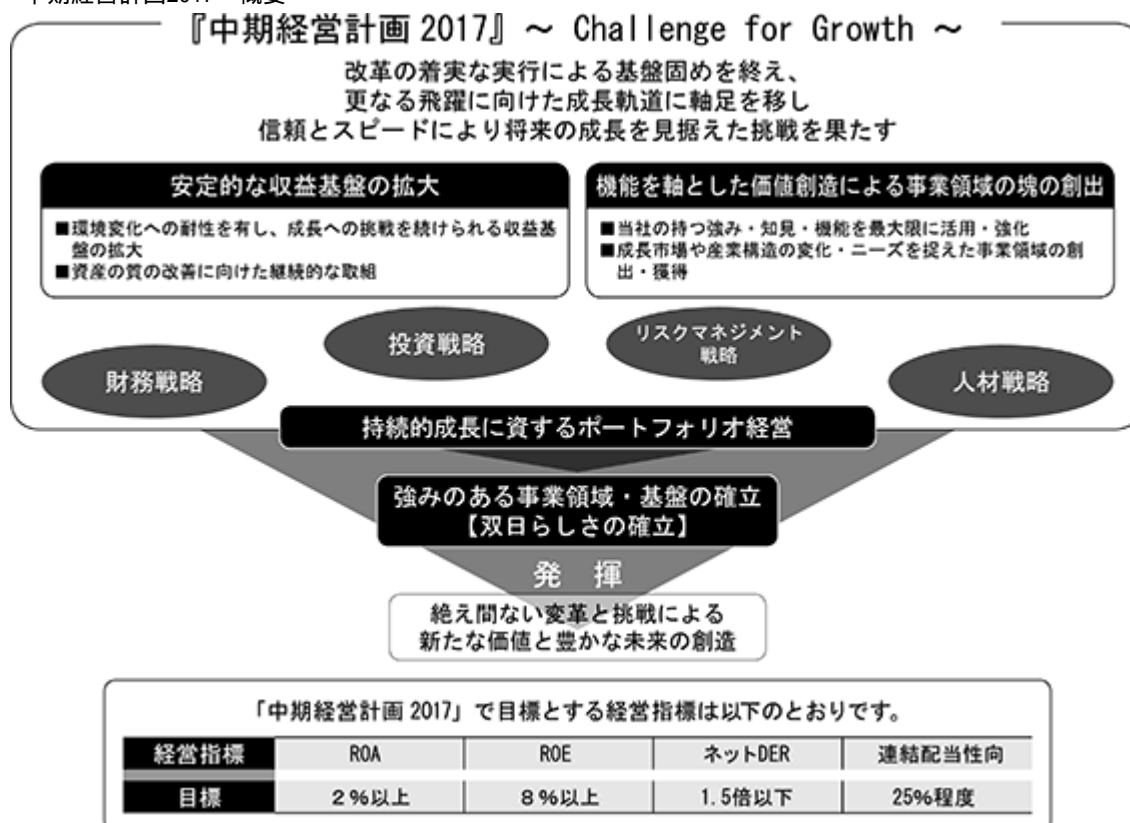 『中期経営計画 2017』 ～ Challenge for Growth ～
改革の着実な実行による基盤固めを終え、
更なる飛躍に向けた成長軌道に軸足を移し
信頼とスピードにより将来の成長を見据えた挑戦を果たす
安定的な収益基盤の拡大
■環境変化への耐性を有し、成長への挑戦を続けられる収益基
盤の拡大
■資産の質の改善に向けた継続的な取組
機能を軸とした価値創造による事業領域の塊の創出
■当社の持つ強み・知見・機能を最大限に活用・強化
■成長市場や産業構造の変化・ニーズを捉えた事業領域の創
出・獲得
財務戦略
投資戦略
リスクマネジメント
戦略
人材戦略
持続的成長に資するポートフォリオ経営
強みのある事業領域・基盤の確立
【双日らしさの確立】
発 揮
絶え間ない変革と挑戦による
新たな価値と豊かな未来の創造
「中期経営計画 2017」で目標とする経営指標は以下のとおりです。
経営指標 ROA ROE ネットDER 連結配当性向
目標 2％以上 8％以上 1.5倍以下 25%程度